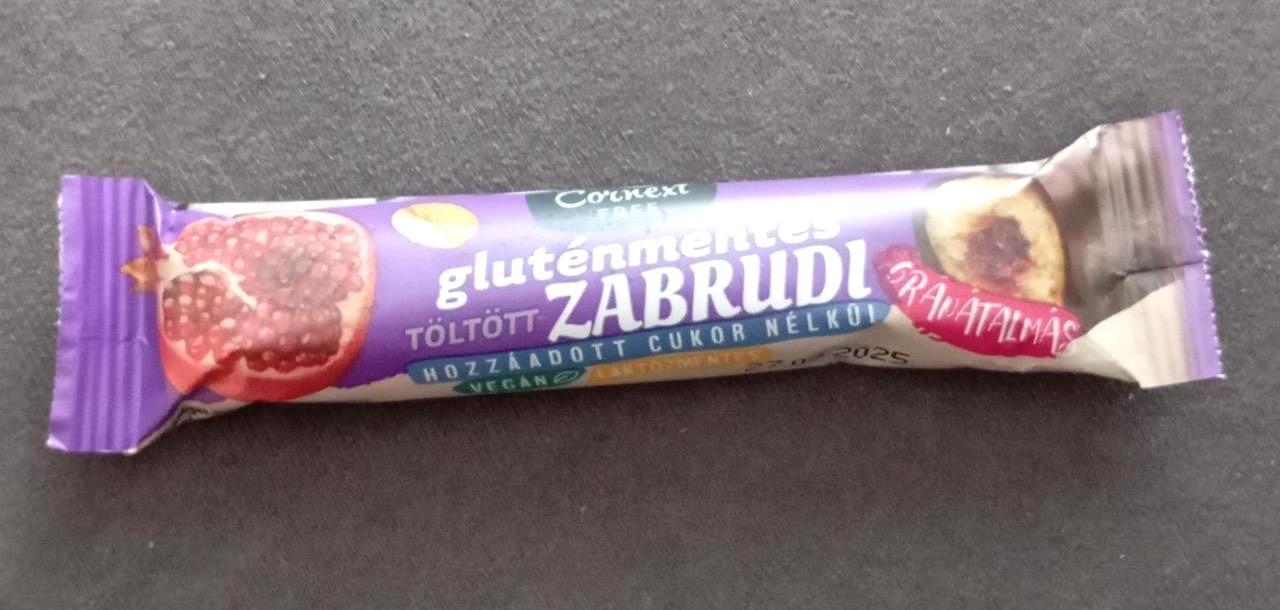 Cornexi
FREE
gluténmentes
TÖLTÖTT ZABRUDI
HOZZÁADOTT CUKOR NÉLKÜL
VEGÁN LAKTÓZMENTES
2025
GRÁNÁTALMÁS